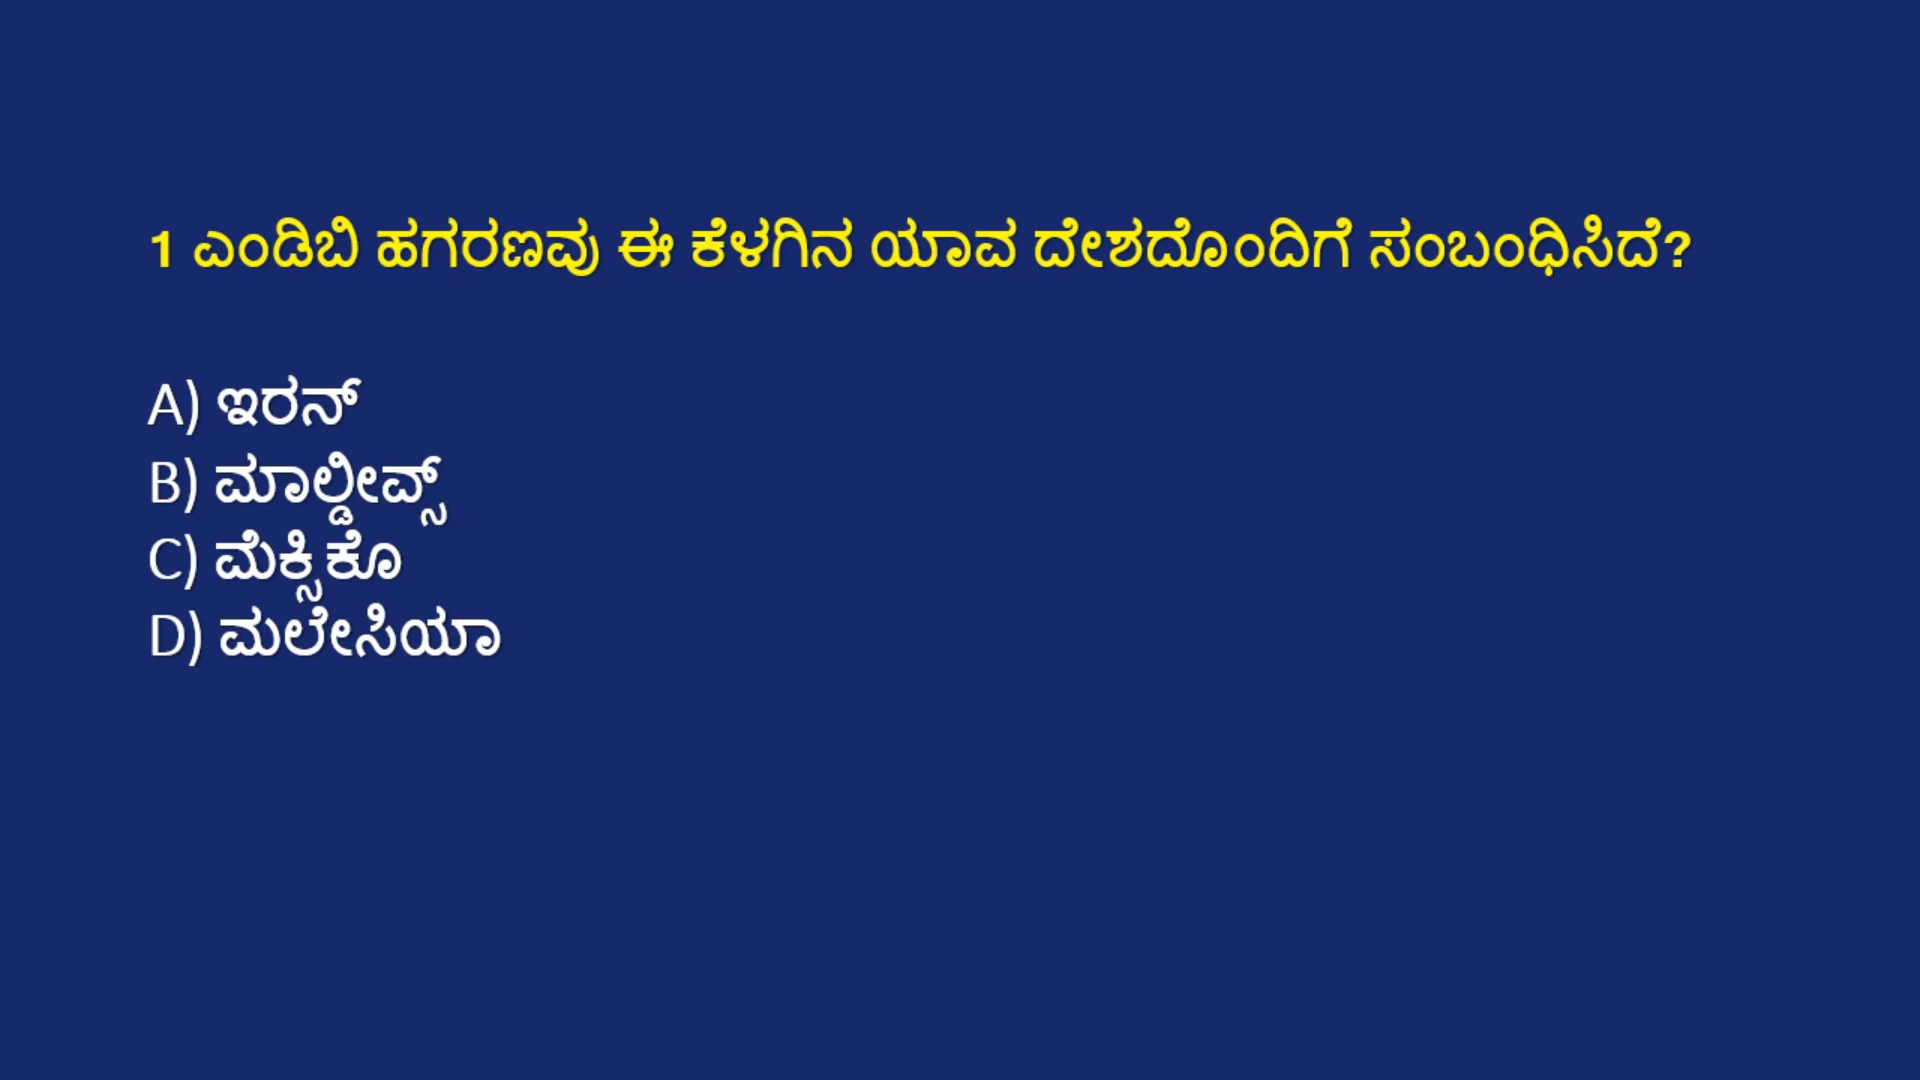 1 ಎಂಡಿಬಿ ಹಗರಣವು ಈ ಕೆಳಗಿನ ಯಾವ ದೇಶದೊಂದಿಗೆ ಸಂಬಂಧಿಸಿದೆ?
A) ಇರನ್
B) ಮಾಲ್ಡೀವ್ಸ್
C) ಮೆಕ್ಸಿಕೊ
D) ಮಲೇಸಿಯಾ